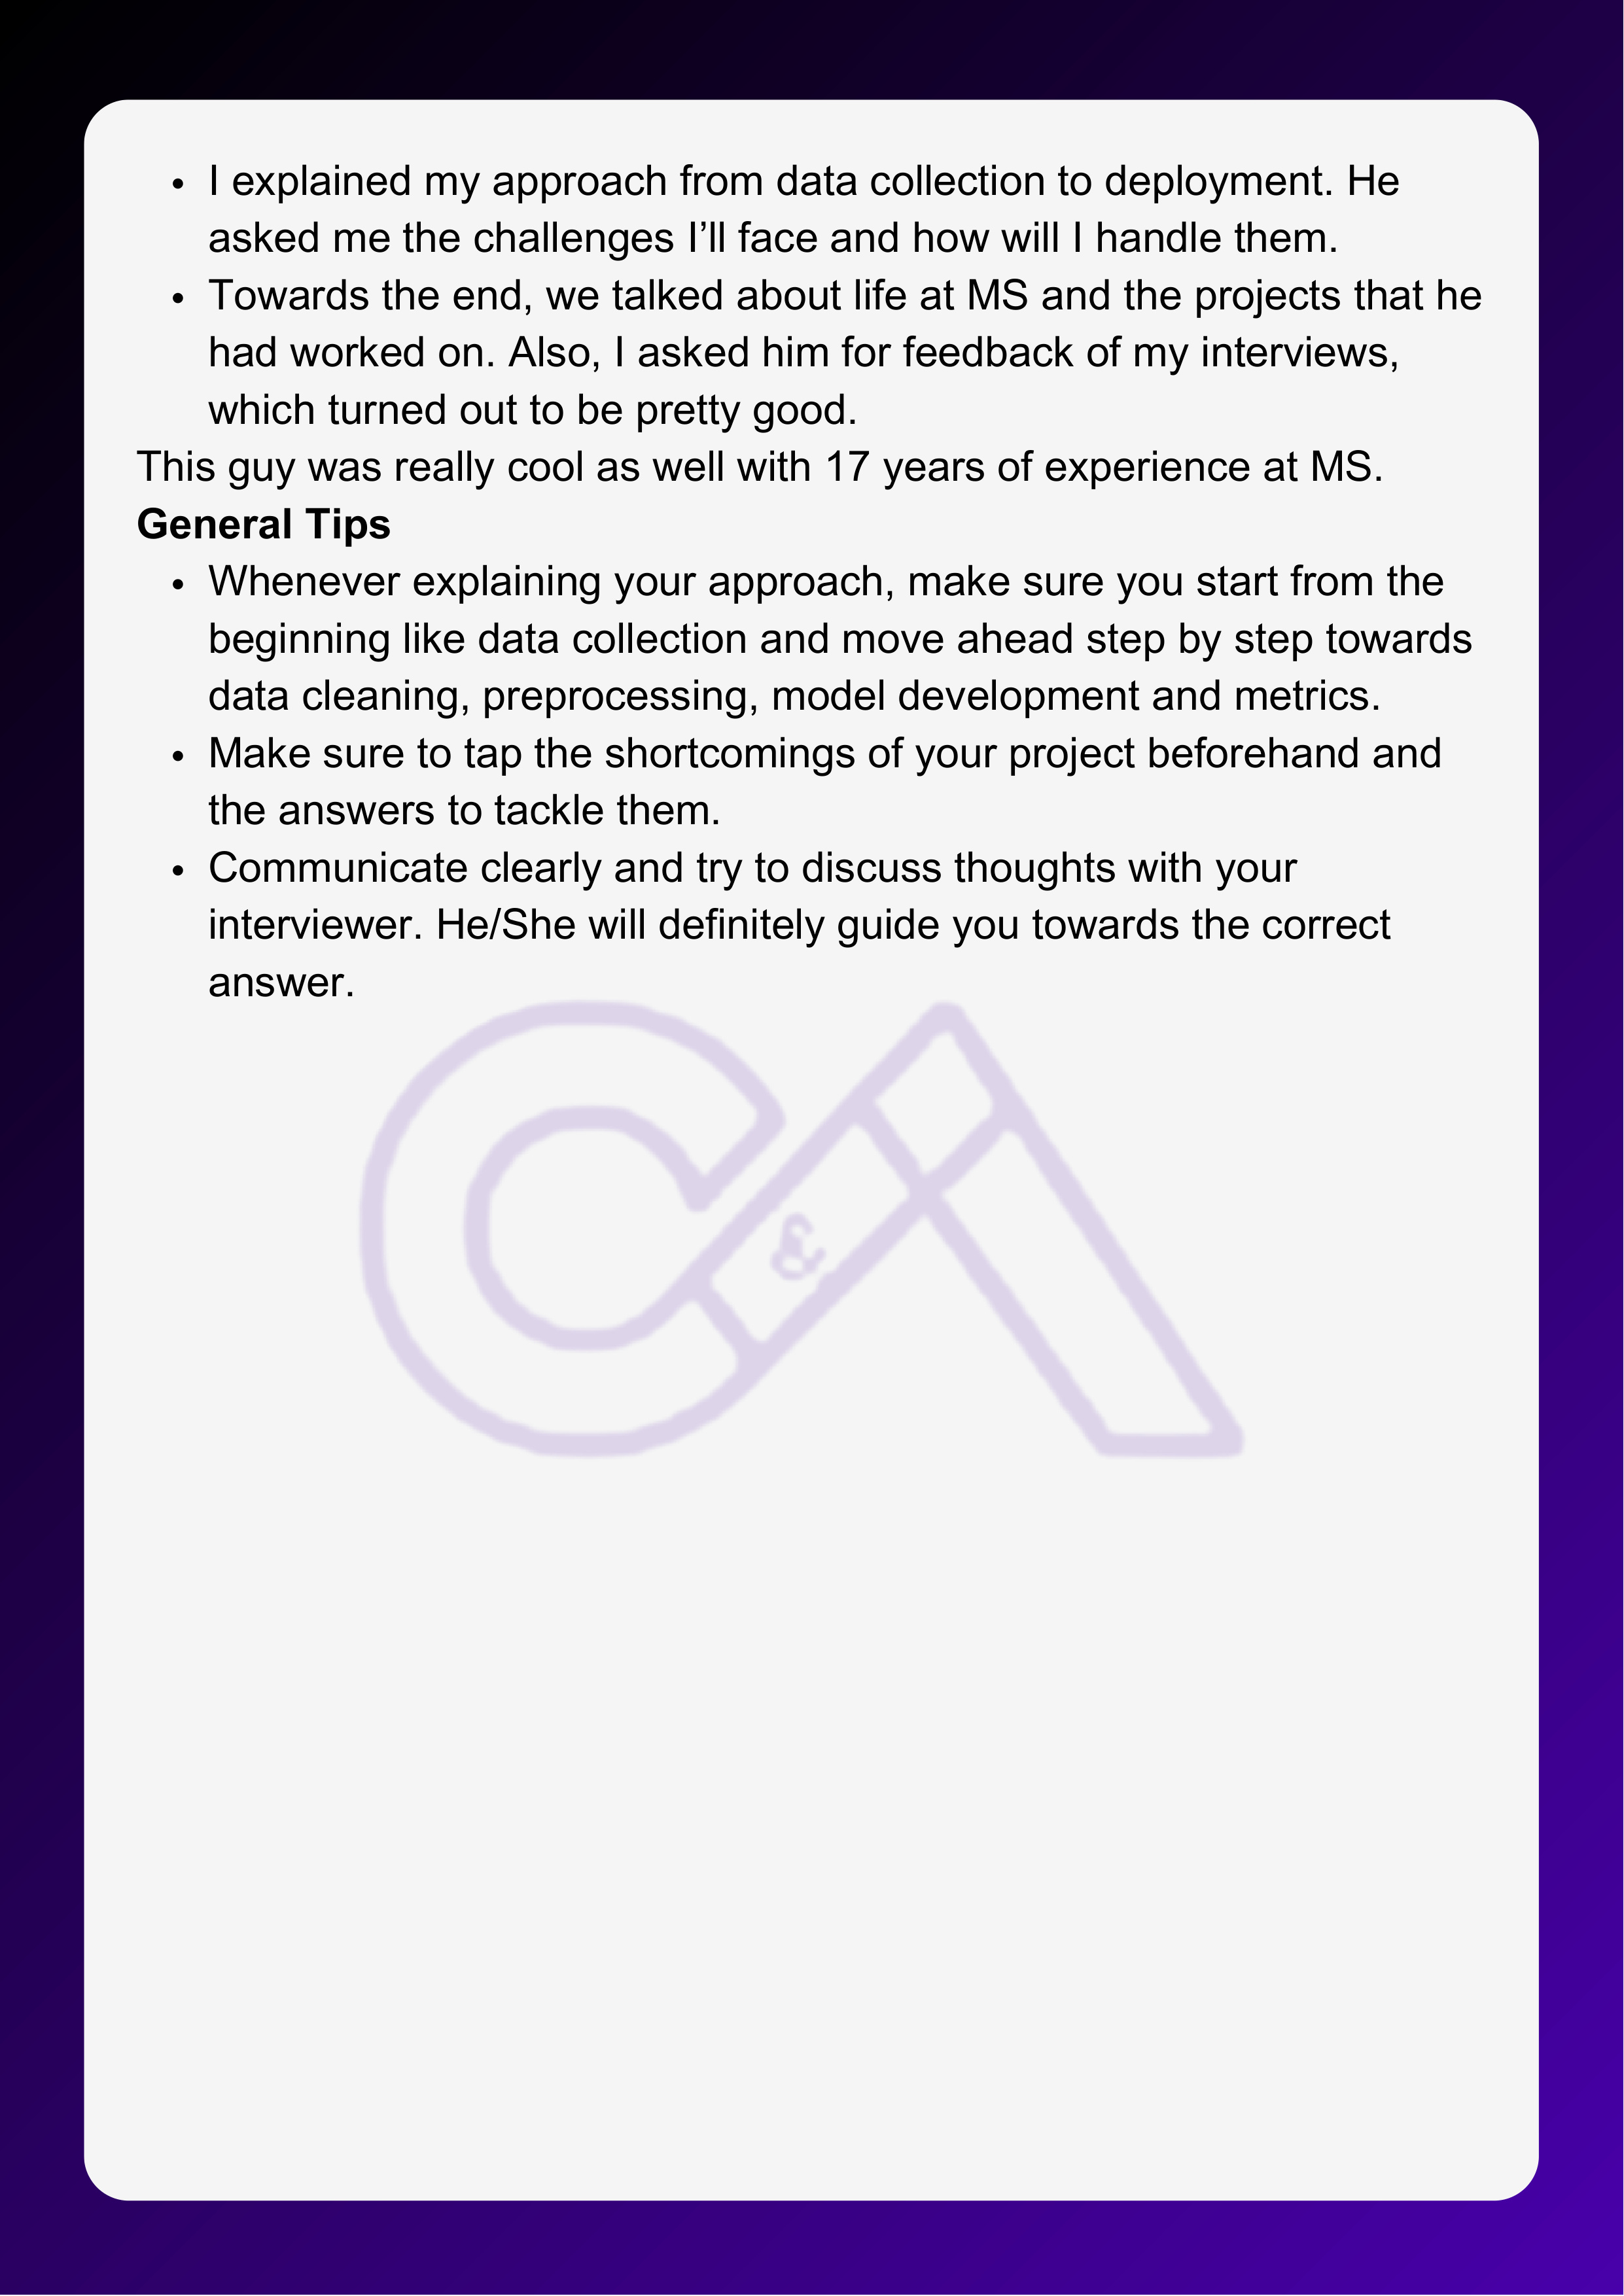 • I explained my approach from data collection to deployment. He
asked me the challenges I’ll face and how will I handle them.
• Towards the end, we talked about life at MS and the projects that he
had worked on. Also, I asked him for feedback of my interviews,
which turned out to be pretty good.
This guy was really cool as well with 17 years of experience at MS.
General Tips
• Whenever explaining your approach, make sure you start from the
beginning like data collection and move ahead step by step towards
data cleaning, preprocessing, model development and metrics.
• Make sure to tap the shortcomings of your project beforehand and
the answers to tackle them.
• Communicate clearly and try to discuss thoughts with your
interviewer. He/She will definitely guide you towards the correct
answer.
C&A